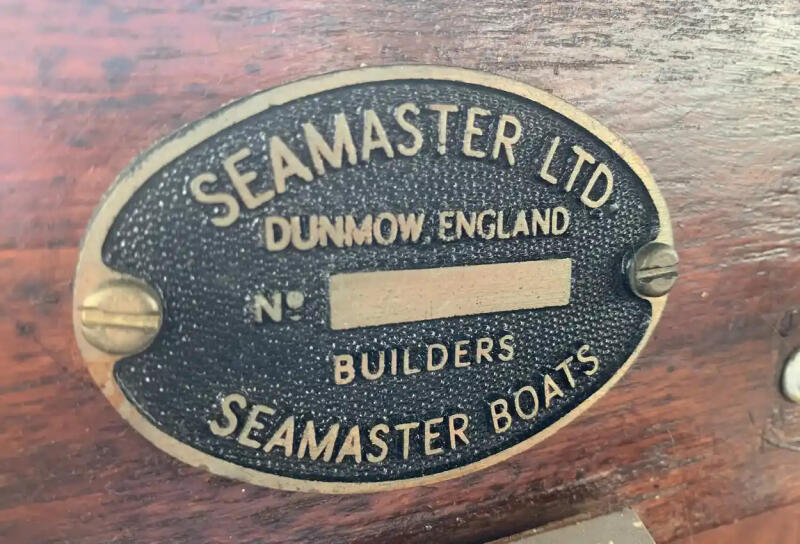 SEAMASTER LTD.
DUNMOW, ENGLAND
Nº
BUILDERS
SEAMASTER BOATS